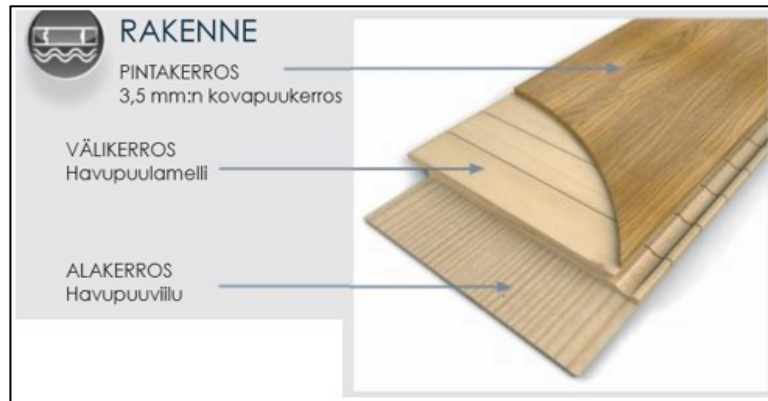 RAKENNE
PINTAKERROS
3,5 mm:n kovapuukerros
VÄLIKERROS
Havupuulamelli
ALAKERROS
Havupuuviilu